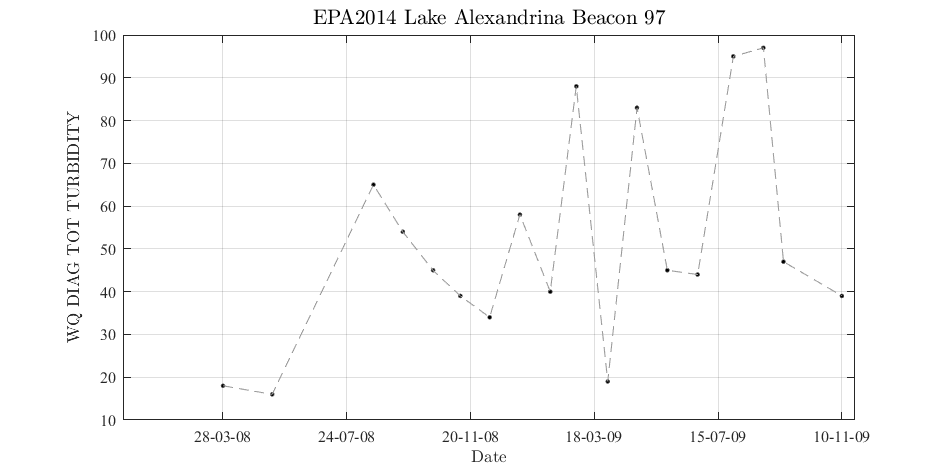 EPA2014 Lake Alexandrina Beacon 97
WQ DIAG TOT TURBIDITY
100
90
80
70
60
50
40
30
20
10
28-03-08 24-07-08 20-11-08 18-03-09 15-07-09 10-11-09
Date